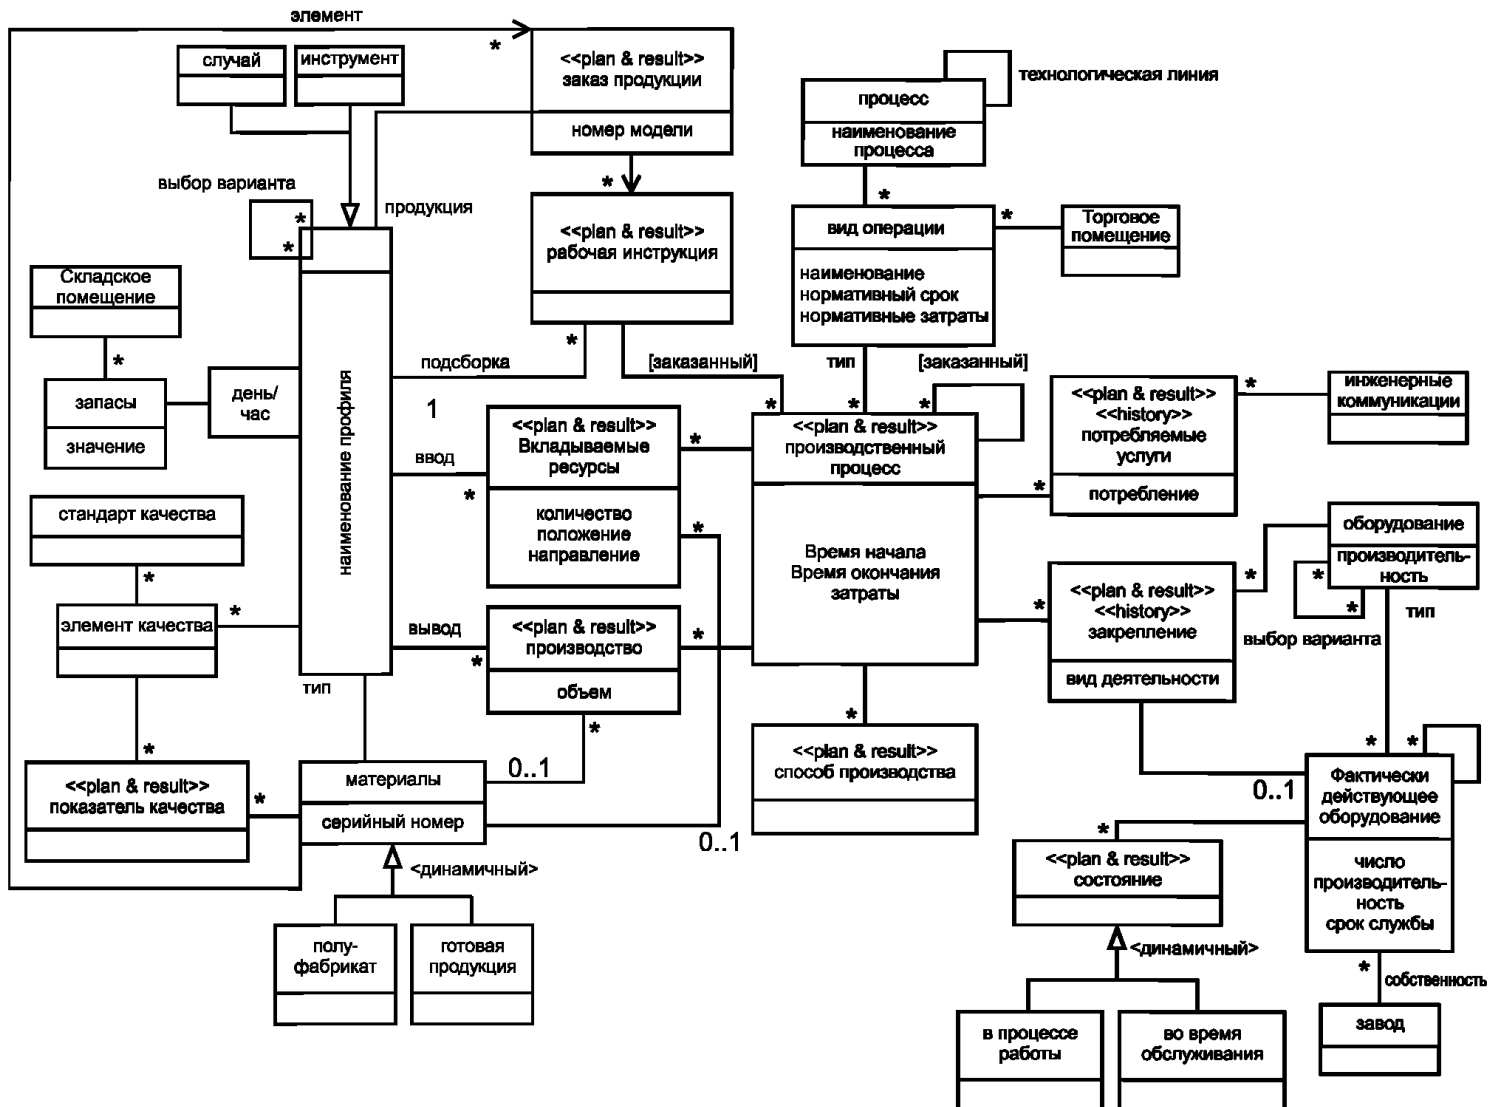 элемент
*
случай
инструмент
<<plan & result>>
заказ продукции
номер модели
*
процесс
наименование
процесса
технологическая линия
выбор варианта
*
*
продукция
<<plan & result>>
рабочая инструкция
*
*
вид операции
наименование
нормативный срок
нормативные затраты
*
Торговое
помещение
Складское
помещение
*
запасы
значение
день/
час
наименование профиля
подсборка
[заказанный]
тип
[заказанный]
1
ввод
*
<<plan & result>>
Вкладываемые
ресурсы
количество
положение
направление
*
*
*
*
*
<<plan & result>>
производственный
процесс
Время начала
Время окончания
затраты
<<plan & result>>
<<history>>
потребляемые
услуги
потребление
*
*
инженерные
коммуникации
стандарт качества
*
элемент качества
*
*
вывод
*
<<plan & result>>
производство
объем
*
*
*
<<plan & result>>
<<history>>
закрепление
вид деятельности
*
*
оборудование
производитель-
ность
*
*
выбор варианта
тип
тип
материалы
серийный номер
0..1
0..1
<<plan & result>>
показатель качества
*
*
<<plan & result>>
способ производства
*
*
0..1
Фактически
действующее
оборудование
число
производитель-
ность
срок службы
<динамичный>
полу-
фабрикат
готовая
продукция
*
<<plan & result>>
состояние
<динамичный>
в процессе
работы
во время
обслуживания
*
собственность
завод